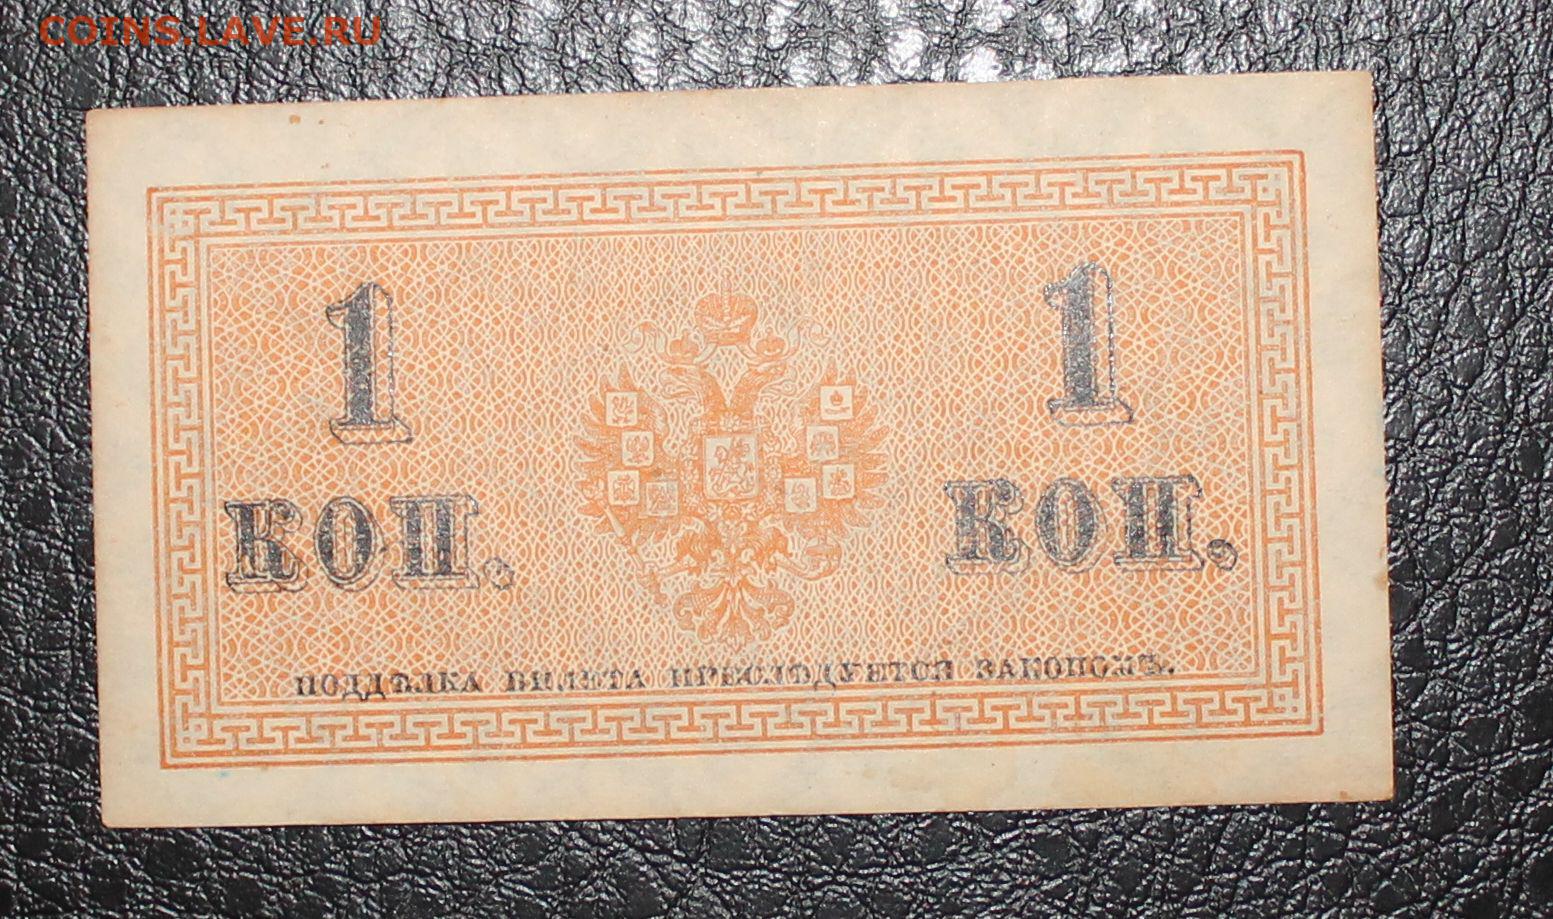 COINS.LAVE.RU
1 1
КОП. КОП.
ПОДДѢЛКА БИЛЕТА ПРЕСЛѢДУЕТСЯ ЗАКОНОМЪ.